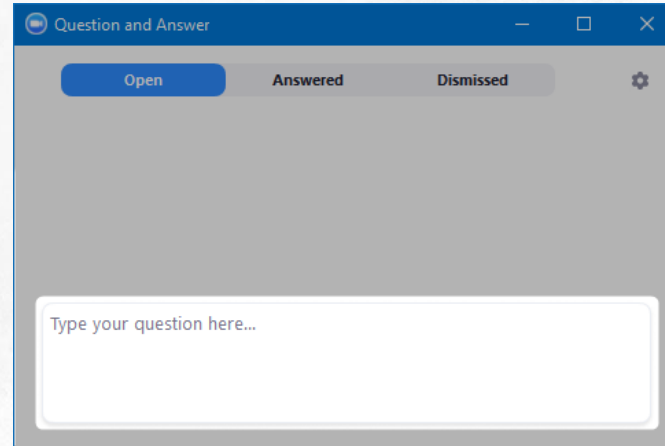 Question and Answer
Open Answered Dismissed
Type your question here...